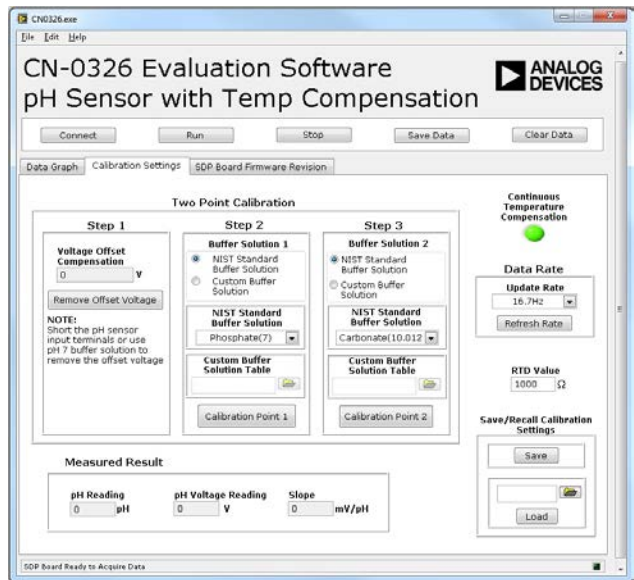 CN0326.exe
File Edit Help
CN-0326 Evaluation Software
pH Sensor with Temp Compensation
ANALOG
DEVICES
Connect Run Stop Save Data Clear Data
Data Graph Calibration Settings SDP Board Firmware Revision
Two Point Calibration
Step 1
Voltage Offset
Compensation
0 V
Remove Offset Voltage
NOTE:
Short the pH sensor
input terminals or use
pH 7 buffer solution to
remove the offset voltage
Step 2
Buffer Solution 1
NIST Standard
Buffer Solution
Custom Buffer
Solution
NIST Standard
Buffer Solution
Phosphate(7)
Custom Buffer
Solution Table
Calibration Point 1
Step 3
Buffer Solution 2
NIST Standard
Buffer Solution
Custom Buffer
Solution
NIST Standard
Buffer Solution
Carbonate(10.012
Custom Buffer
Solution Table
Calibration Point 2
Continuous
Temperature
Compensation
Data Rate
Update Rate
16.7Hz
Refresh Rate
RTD Value
1000 Ω
Save/Recall Calibration
Settings
Save
Load
Measured Result
pH Reading pH Voltage Reading Slope
0 pH 0 V 0 mV/pH
SDP Board Ready to Acquire Data